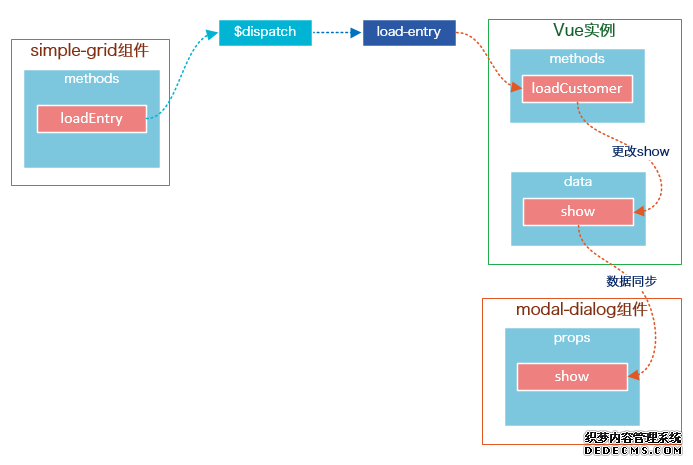 simple-grid组件
methods
loadEntry
$dispatch
load-entry
Vue实例
methods
loadCustomer
更改show
data
show
数据同步
modal-dialog组件
props
show
织梦内容管理系统
DEDECMS.COM